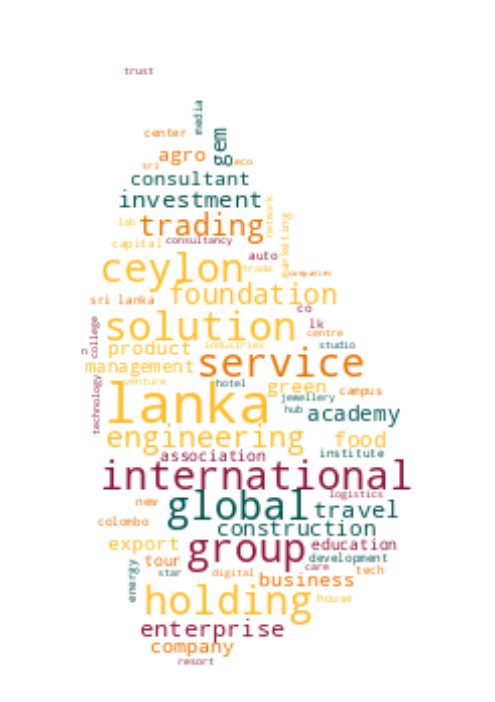 trust
media
center
gem
agro
sri
eco
consultant
investment
lab
trading
network
marketing
capital
consultancy
auto
ceylon
trade
companies
sri lanka
foundation
co
solution
lk
college
centre
n
product
industries
studio
management
service
venture
hotel
green
campus
technology
lanka
jewellery
hub
academy
engineering
food
association
institute
international
new
global
logistics
travel
colombo
construction
export
group
education
development
tour
care
energy
star
digital
tech
business
holding
house
enterprise
company
resort